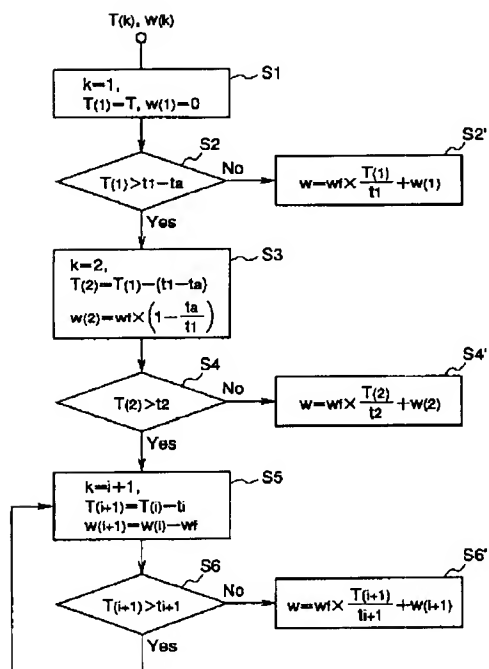 T(k), w(k)
S1
k=1,
T(1)=T, w(1)=0
S2
T(1)>t1-ta
No
Yes
S2'
w=wf×T(1)/t1+w(1)
S3
k=2,
T(2)=T(1)-(t1-ta)
w(2)=wf×(1-ta/t1)
S4
T(2)>t2
No
Yes
S4'
w=wf×T(2)/t2+w(2)
S5
k=i+1,
T(i+1)=T(i)-ti
w(i+1)=w(i)-wf
S6
T(i+1)>ti+1
No
Yes
S6'
w=wf×T(i+1)/ti+1+w(i+1)